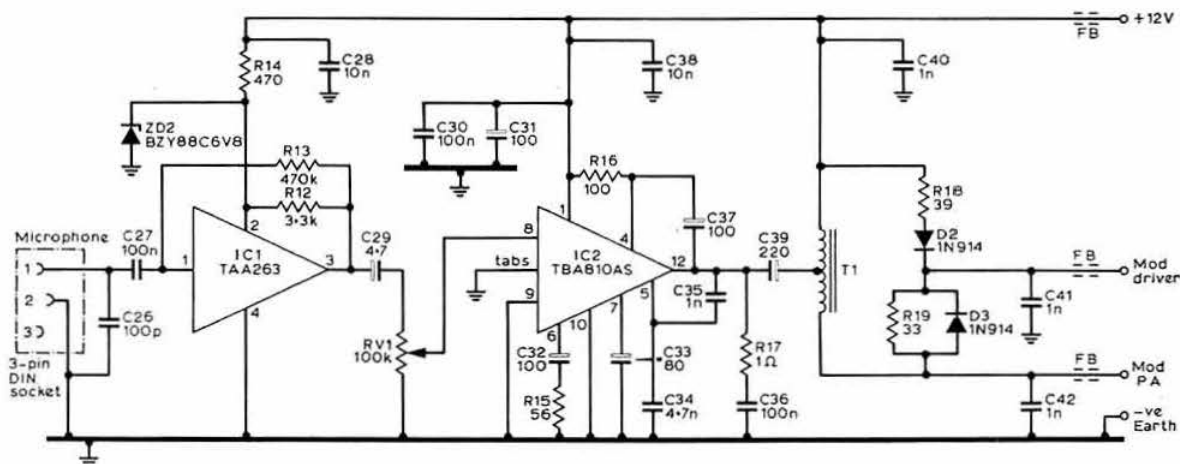 FB
+12V
R14
470
C28
10n
C38
10n
C40
1n
ZD2
BZY88C6V8
C30
100n
C31
100
R13
470k
R12
3·3k
R16
100
R18
39
D2
1N914
Microphone
1
2
3
3-pin
DIN
socket
C27
100n
C26
100p
1
2
3
4
IC1
TAA263
C29
4·7
RV1
100k
8
1
4
12
tabs
9
10
6
7
5
IC2
TBA810AS
C37
100
C39
220
T1
C35
1n
C32
100
R15
56
C33
80
C34
4·7n
R17
1Ω
C36
100n
R19
33
D3
1N914
FB
Mod
driver
C41
1n
FB
Mod
PA
C42
1n
-ve
Earth